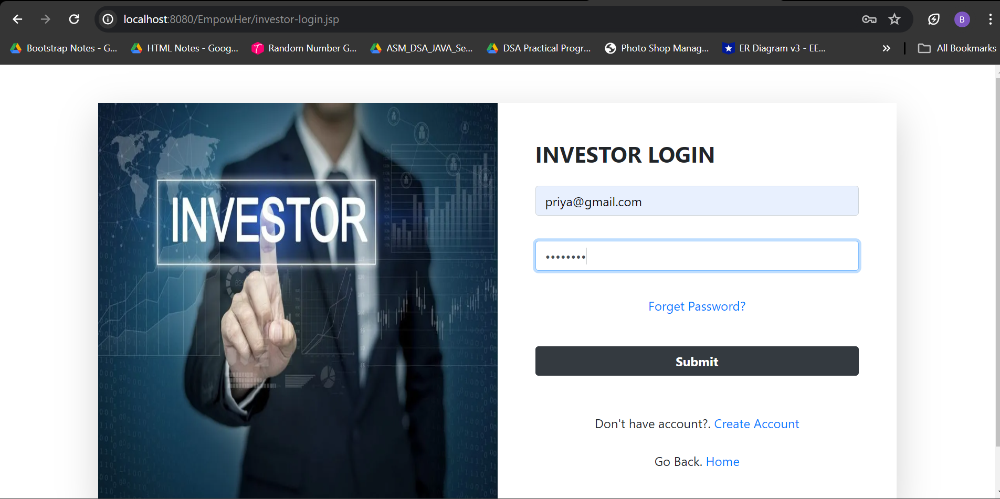 localhost:8080/EmpowHer/investor-login.jsp
B
Bootstrap Notes - G...
HTML Notes - Goog...
Random Number G...
ASM_DSA_JAVA_Se...
DSA Practical Progr...
Photo Shop Manag...
ER Diagram v3 - EE...
All Bookmarks
INVESTOR
INVESTOR LOGIN
priya@gmail.com
••••••••
Forget Password?
Submit
Don't have account?. Create Account
Go Back. Home